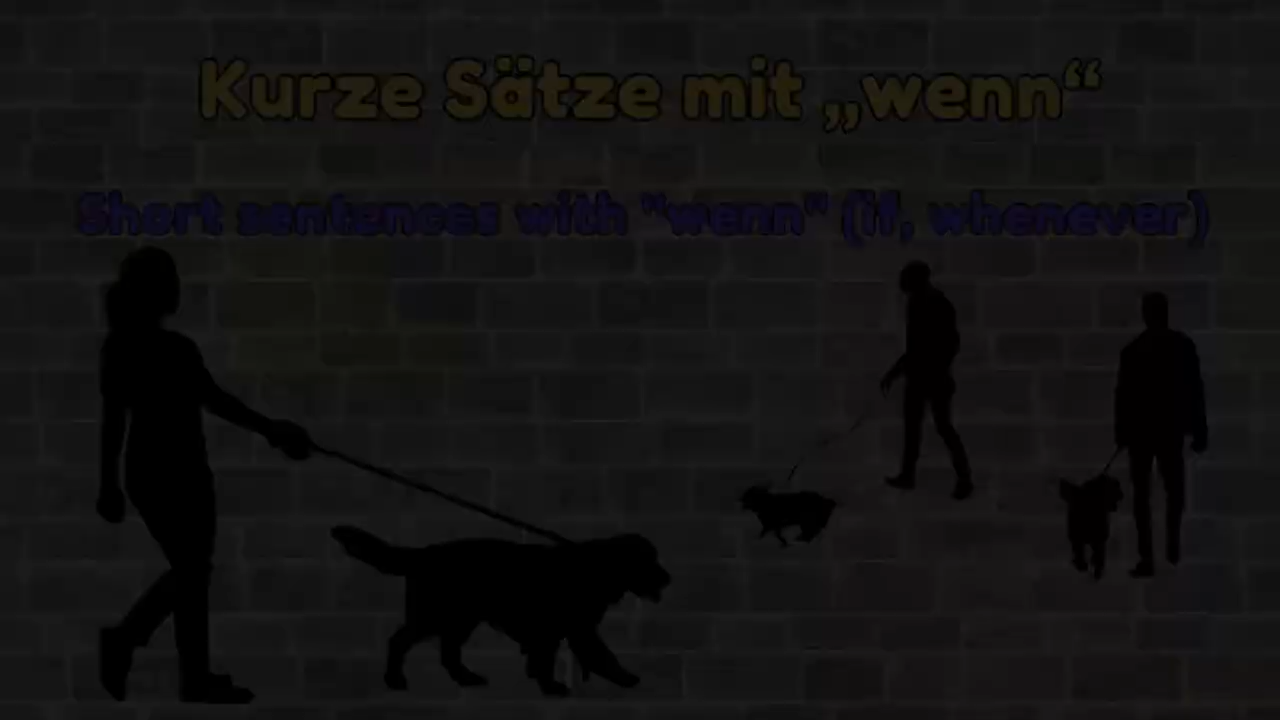 Kurze Sätze mit „wenn“
Short sentences with "wenn" (if, whenever)